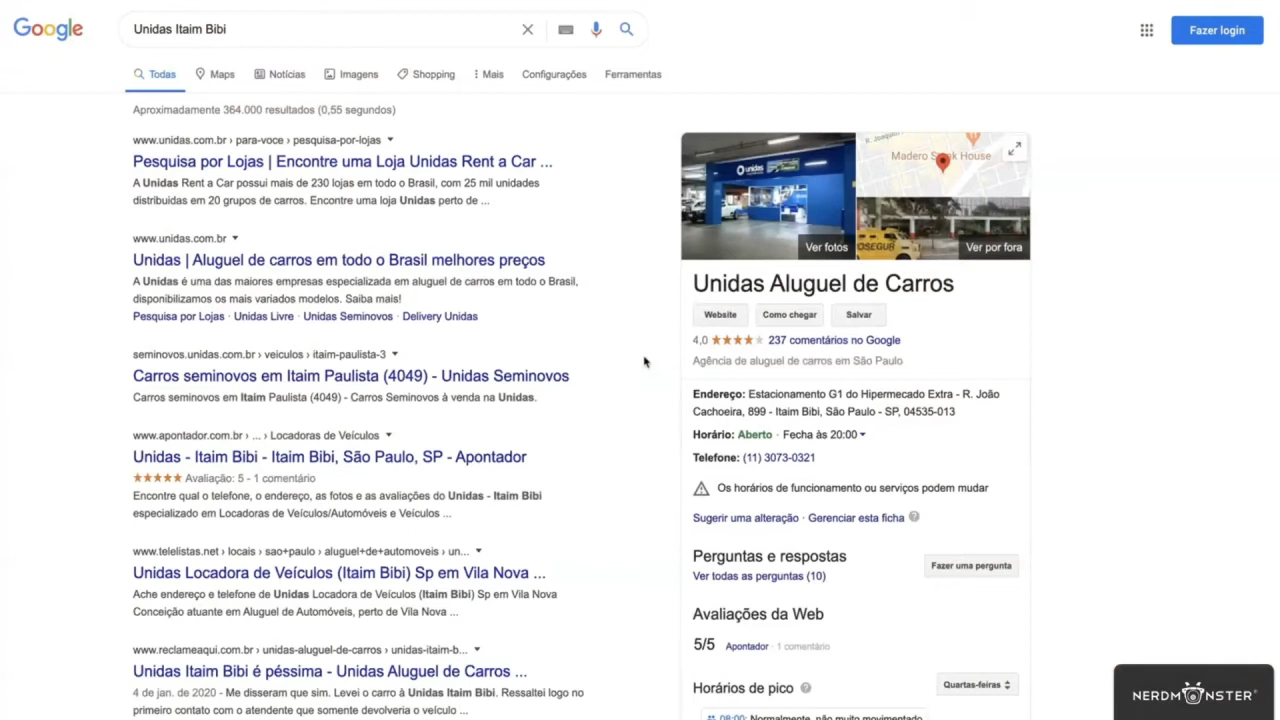 Google
Unidas Itaim Bibi
Fazer login
Todas
Maps
Notícias
Imagens
Shopping
Mais
Configurações
Ferramentas
Aproximadamente 364.000 resultados (0,55 segundos)
www.unidas.com.br › para-voce › pesquisa-por-lojas
Pesquisa por Lojas | Encontre uma Loja Unidas Rent a Car ...
A Unidas Rent a Car possui mais de 230 lojas em todo o Brasil, com 25 mil unidades
distribuidas em 20 grupos de carros. Encontre uma loja Unidas perto de ...
www.unidas.com.br
Unidas | Aluguel de carros em todo o Brasil melhores preços
A Unidas é uma das maiores empresas especializada em aluguel de carros em todo o Brasil,
disponibilizamos os mais variados modelos. Saiba mais!
Pesquisa por Lojas · Unidas Livre · Unidas Seminovos · Delivery Unidas
seminovos.unidas.com.br › veiculos › itaim-paulista-3
Carros seminovos em Itaim Paulista (4049) - Unidas Seminovos
Carros seminovos em Itaim Paulista (4049) - Carros Seminovos à venda na Unidas.
www.apontador.com.br › ... › Locadoras de Veículos
Unidas - Itaim Bibi - Itaim Bibi, São Paulo, SP - Apontador
Avaliação: 5 - 1 comentário
Encontre qual o telefone, o endereço, as fotos e as avaliações do Unidas - Itaim Bibi
especializado em Locadoras de Veículos/Automóveis e Veículos ...
www.telelistas.net › locais › sao+paulo › aluguel+de+automoveis › un...
Unidas Locadora de Veículos (Itaim Bibi) Sp em Vila Nova ...
Ache endereço e telefone de Unidas Locadora de Veículos (Itaim Bibi) Sp em Vila Nova
Conceição atuante em Aluguel de Automóveis, perto de Vila Nova ...
www.reclameaqui.com.br › unidas-aluguel-de-carros › unidas-itaim-b...
Unidas Itaim Bibi é péssima - Unidas Aluguel de Carros ...
4 de jan. de 2020 - Me disseram que sim. Levei o carro à Unidas Itaim Bibi. Ressaltei logo no
primeiro contato com o atendente que somente devolveria o veículo ...
unidas
Madero Steak House
PROSEGUR
Ver fotos
Ver por fora
Unidas Aluguel de Carros
Website
Como chegar
Salvar
4,0 ★★★★★ 237 comentários no Google
Agência de aluguel de carros em São Paulo
Endereço: Estacionamento G1 do Hipermecado Extra - R. João
Cachoeira, 899 - Itaim Bibi, São Paulo - SP, 04535-013
Horário: Aberto · Fecha às 20:00
Telefone: (11) 3073-0321
Os horários de funcionamento ou serviços podem mudar
Sugerir uma alteração · Gerenciar esta ficha
Perguntas e respostas
Ver todas as perguntas (10)
Fazer uma pergunta
Avaliações da Web
5/5 Apontador · 1 comentário
Horários de pico
Quartas-feiras
08:00: Normalmente, não muito movimentado
NERDMONSTER